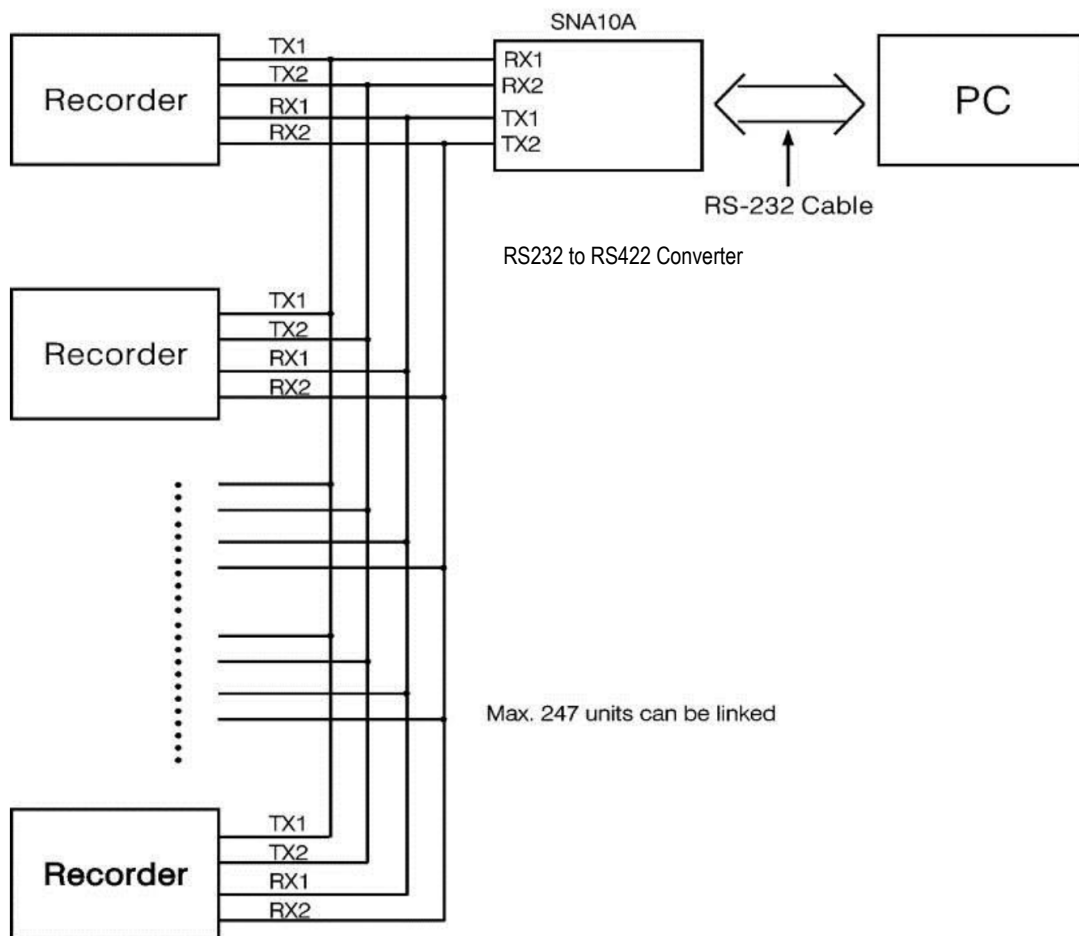 SNA10A
Recorder
TX1
TX2
RX1
RX2
RX1
RX2
TX1
TX2
PC
RS-232 Cable
RS232 to RS422 Converter
Recorder
TX1
TX2
RX1
RX2
Max. 247 units can be linked
Recorder
TX1
TX2
RX1
RX2